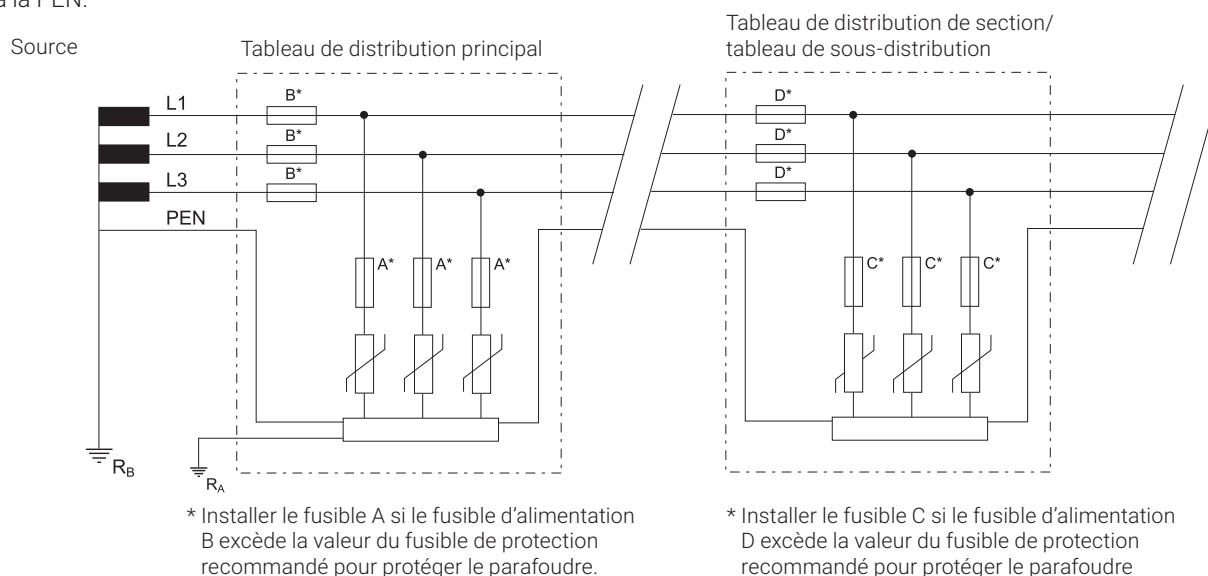 à la PEN.
Source
Tableau de distribution principal
Tableau de distribution de section/
tableau de sous-distribution
L1
B*
D*
L2
B*
D*
L3
B*
D*
PEN
A*
A*
A*
C*
C*
C*
RB
RA
* Installer le fusible A si le fusible d’alimentation
B excède la valeur du fusible de protection
recommandé pour protéger le parafoudre.
* Installer le fusible C si le fusible d’alimentation
D excède la valeur du fusible de protection
recommandé pour protéger le parafoudre